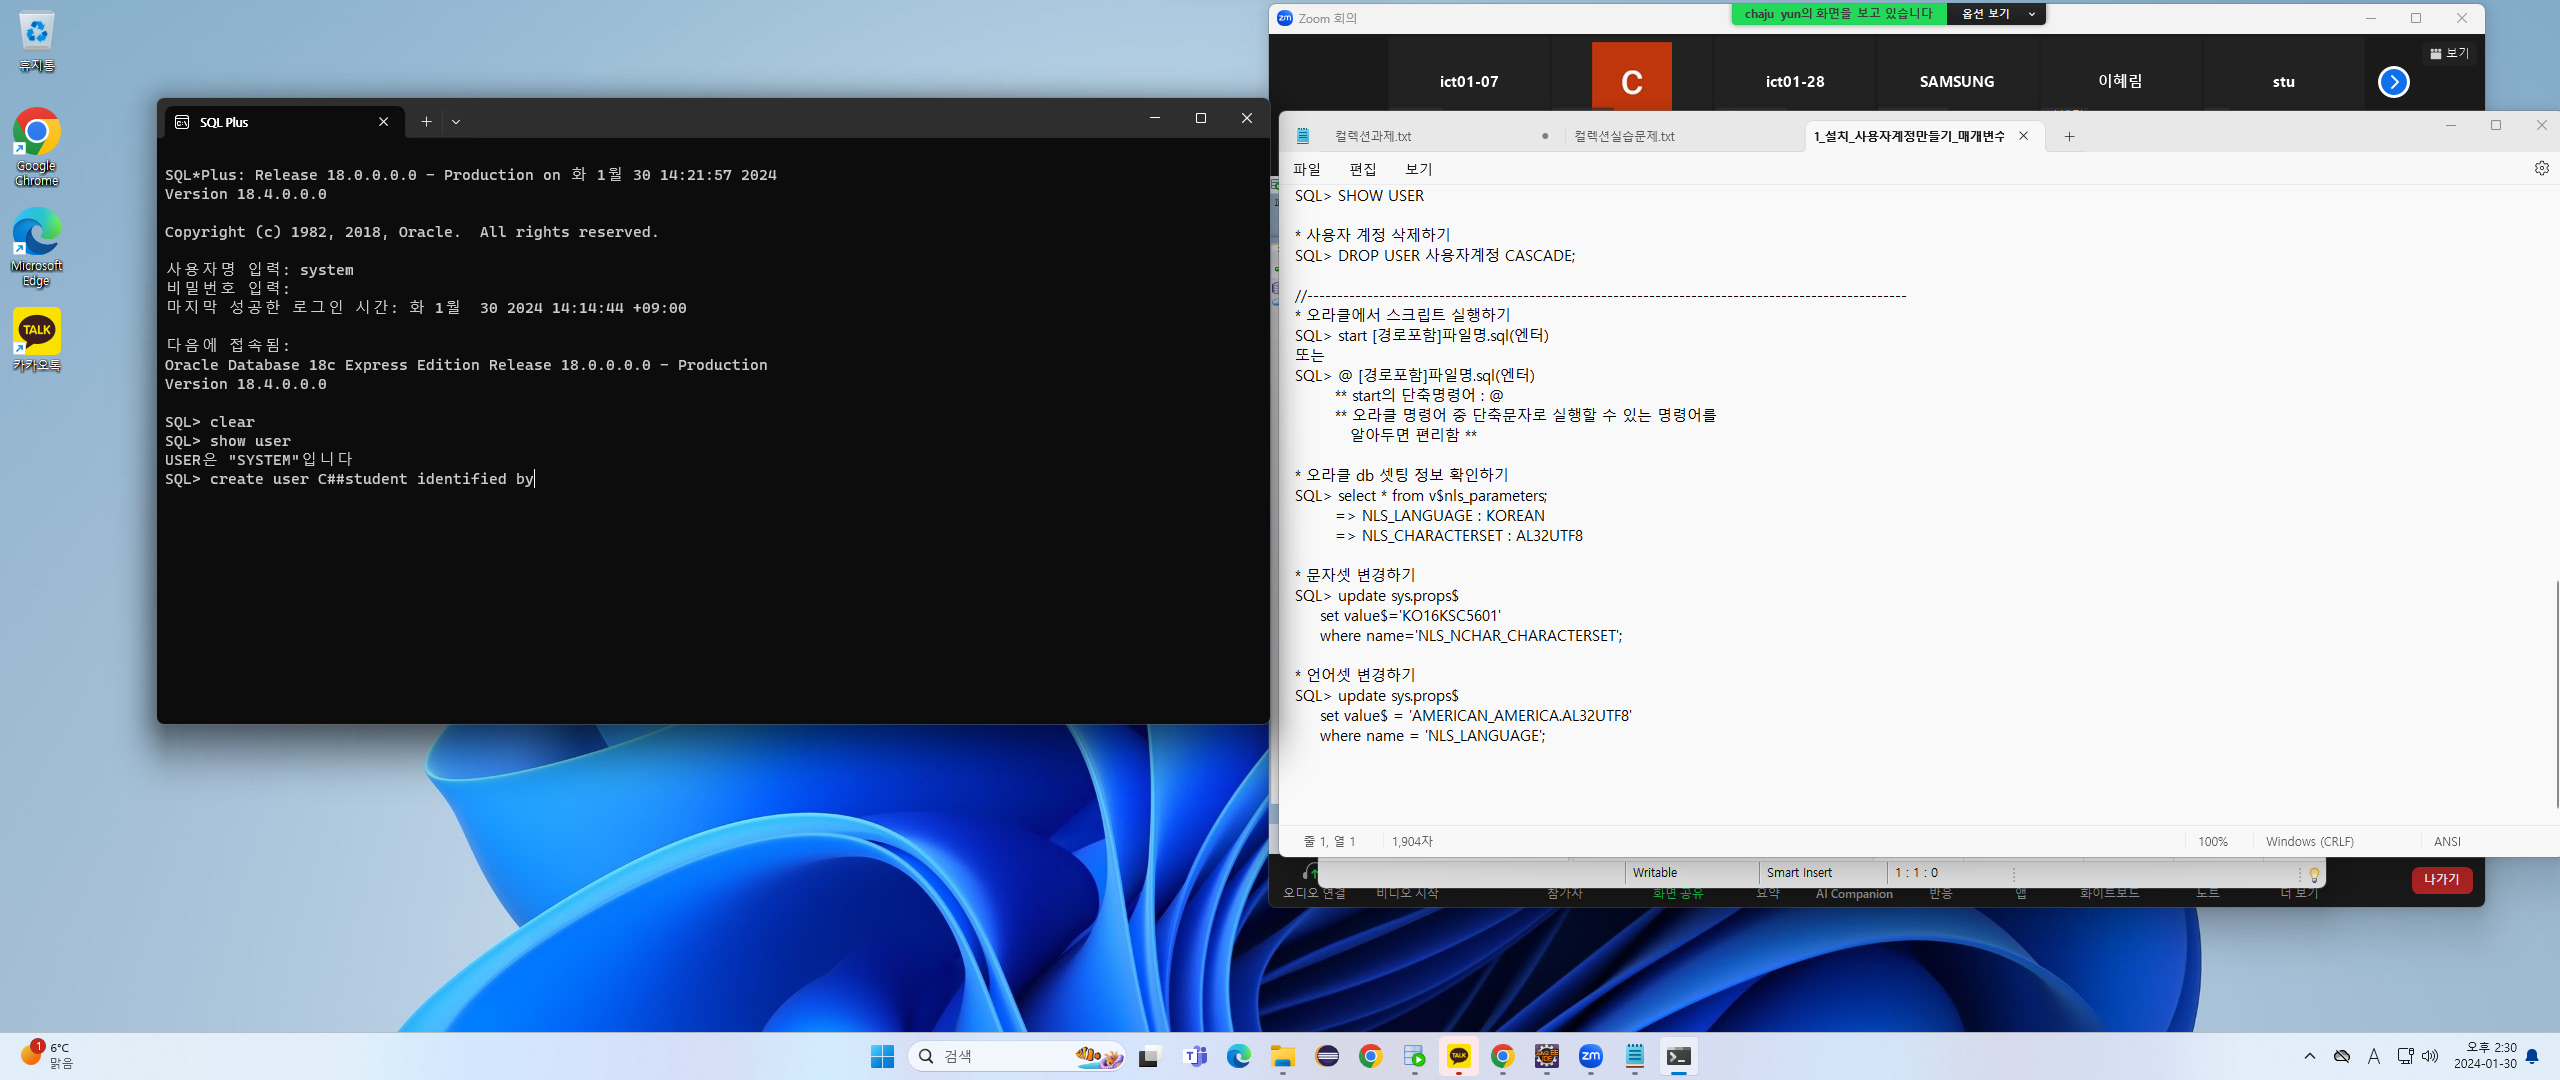 휴지통
Google
Chrome
Microsoft
Edge
TALK
카카오톡
SQL Plus
SQL*Plus: Release 18.0.0.0.0 - Production on 화 1월 30 14:21:57 2024
Version 18.4.0.0.0
Copyright (c) 1982, 2018, Oracle.  All rights reserved.
사용자명 입력: system
비밀번호 입력:
마지막 성공한 로그인 시간: 화 1월  30 2024 14:14:44 +09:00
다음에 접속됨:
Oracle Database 18c Express Edition Release 18.0.0.0.0 - Production
Version 18.4.0.0.0
SQL> clear
SQL> show user
USER은 "SYSTEM"입니다
SQL> create user C##student identified by
zm Zoom 회의
chaju yun의 화면을 보고 있습니다 옵션 보기
보기
ict01-07
C
ict01-28
SAMSUNG
이혜림
stu
컬렉션과제.txt
컬렉션실습문제.txt
1_설치_사용자계정만들기_매개변수
파일 편집 보기
SQL> SHOW USER
* 사용자 계정 삭제하기
SQL> DROP USER 사용자계정 CASCADE;
//----------------------------------------------------------------------------------------------------
* 오라클에서 스크립트 실행하기
SQL> start [경로포함]파일명.sql(엔터)
또는
SQL> @ [경로포함]파일명.sql(엔터)
** start의 단축명령어 : @
** 오라클 명령어 중 단축문자로 실행할 수 있는 명령어를
알아두면 편리함 **
* 오라클 db 셋팅 정보 확인하기
SQL> select * from v$nls_parameters;
=> NLS_LANGUAGE : KOREAN
=> NLS_CHARACTERSET : AL32UTF8
* 문자셋 변경하기
SQL> update sys.props$
set value$='KO16KSC5601'
where name='NLS_NCHAR_CHARACTERSET';
* 언어셋 변경하기
SQL> update sys.props$
set value$ = 'AMERICAN_AMERICA.AL32UTF8'
where name = 'NLS_LANGUAGE';
줄 1, 열 1 1,904자 100% Windows (CRLF) ANSI
Writable Smart Insert 1 : 1 : 0
오디오 연결 비디오 시작 참가자 화면 공유 요약 AI Companion 반응 앱 화이트보드 노트 더 보기
나가기
1
6°C
맑음
검색
TALK
zm
A
오후 2:30
2024-01-30